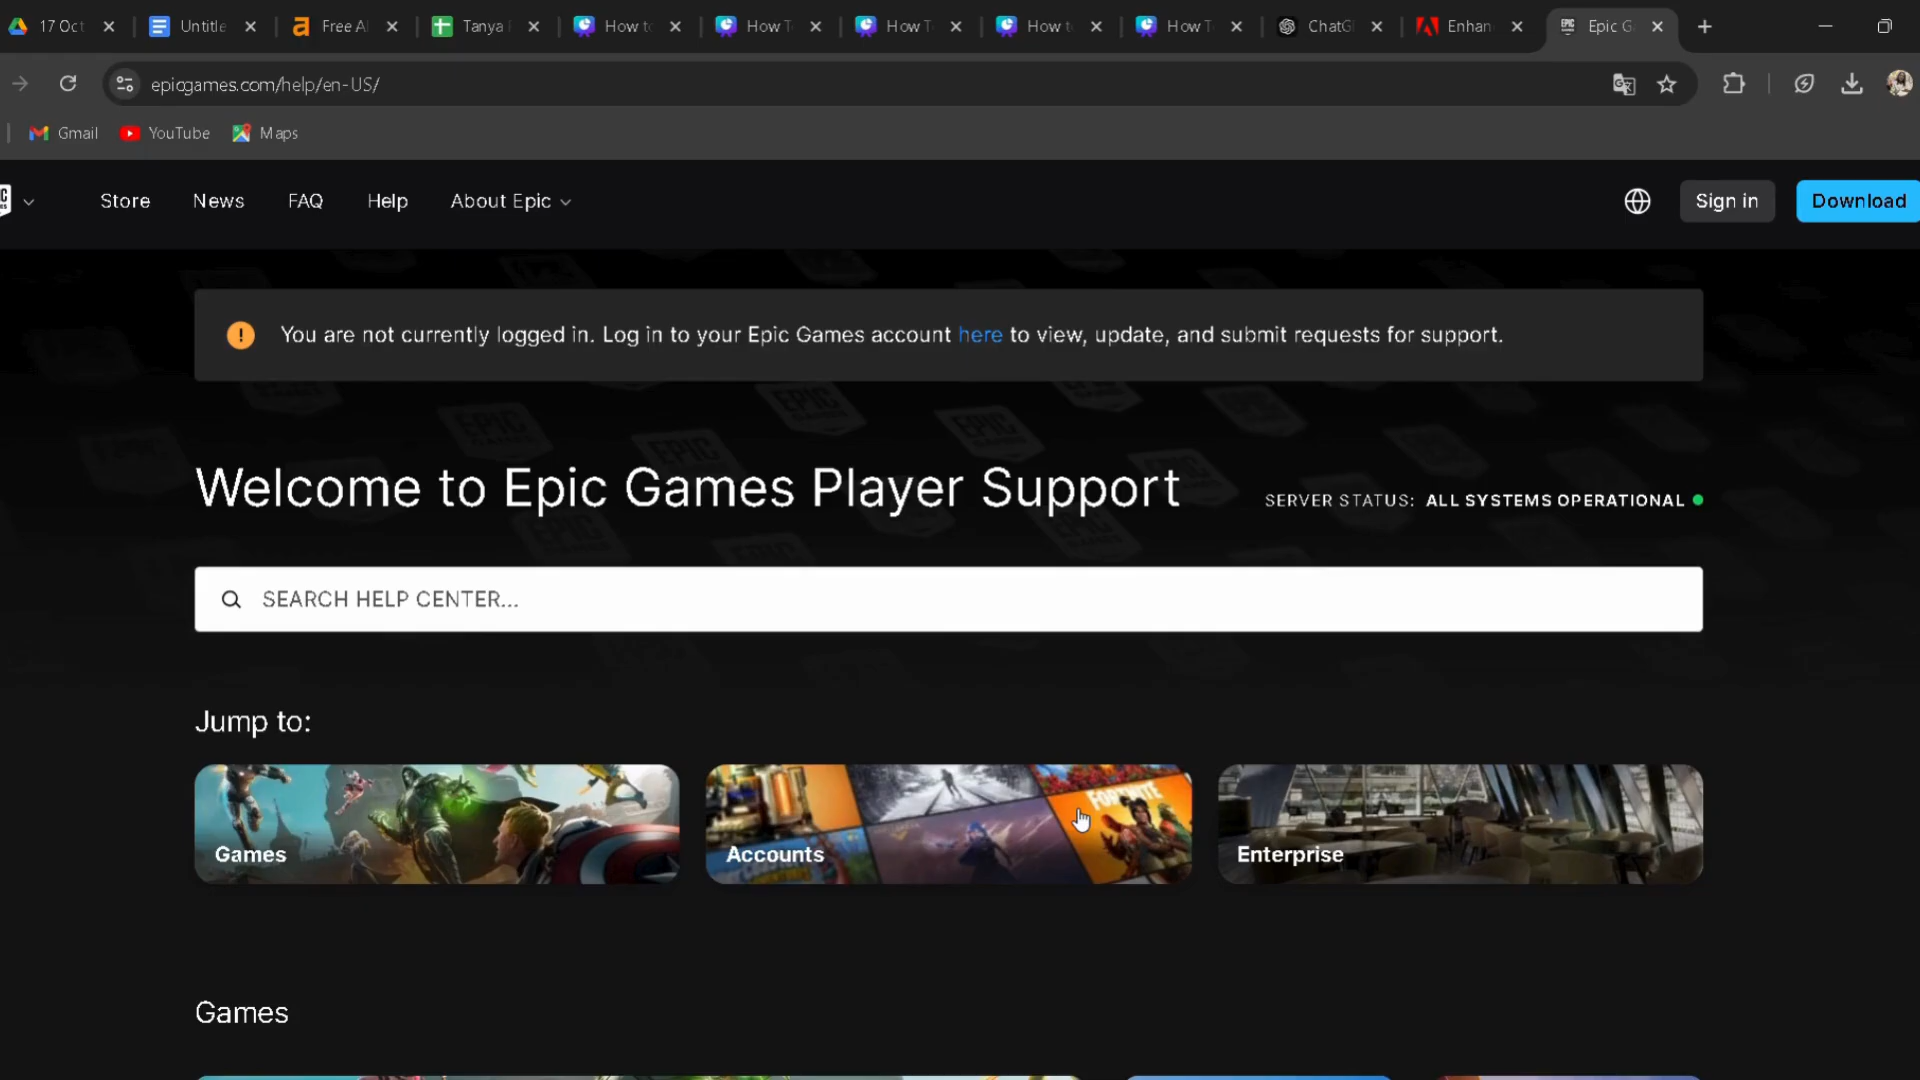 17 Oct
Untitle
Free AI
Tanya
How to
How T
How T
How to
How T
ChatG
Enhan
Epic G
epicgames.com/help/en-US/
Gmail
YouTube
Maps
Store
News
FAQ
Help
About Epic
Sign in
Download
You are not currently logged in. Log in to your Epic Games account here to view, update, and submit requests for support.
Welcome to Epic Games Player Support
SERVER STATUS: ALL SYSTEMS OPERATIONAL
SEARCH HELP CENTER...
Jump to:
Games
FORTNITE
Accounts
Enterprise
Games